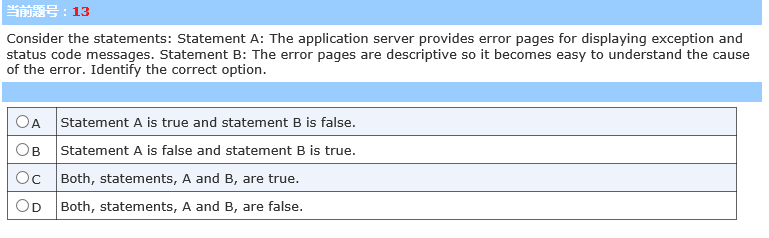 当前题号：13
Consider the statements: Statement A: The application server provides error pages for displaying exception and
status code messages. Statement B: The error pages are descriptive so it becomes easy to understand the cause
of the error. Identify the correct option.
A Statement A is true and statement B is false.
B Statement A is false and statement B is true.
C Both, statements, A and B, are true.
D Both, statements, A and B, are false.